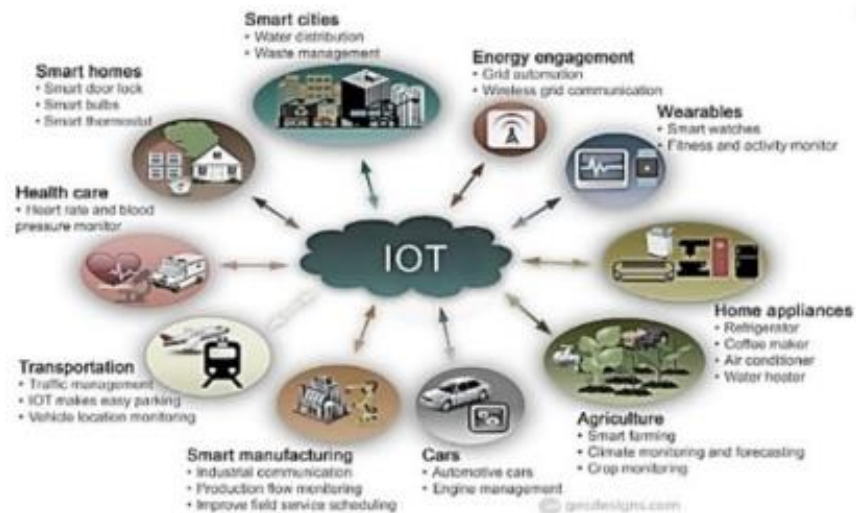 Smart cities
• Water distribution
• Waste management
Energy engagement
• Grid automation
• Wireless grid communication
Smart homes
• Smart door lock
• Smart bulbs
• Smart thermostat
Wearables
• Smart watches
• Fitness and activity monitor
Health care
• Heart rate and blood
pressure monitor
IOT
Home appliances
• Refrigerator
• Coffee maker
• Air conditioner
• Water heater
Transportation
• Traffic management
• IOT makes easy parking
• Vehicle location monitoring
Agriculture
• Smart farming
• Climate monitoring and forecasting
• Crop monitoring
Smart manufacturing
• Industrial communication
• Production flow monitoring
• Improve field service scheduling
Cars
• Automotive cars
• Engine management